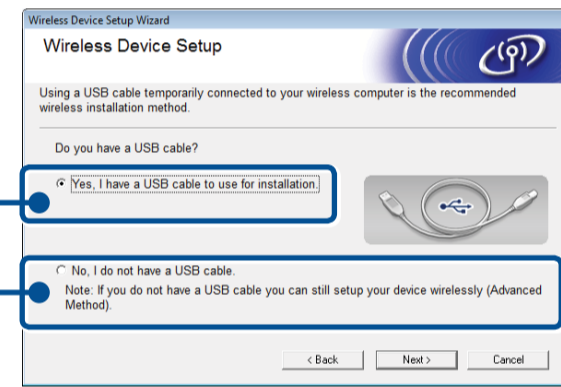 Wireless Device Setup Wizard
Wireless Device Setup
Using a USB cable temporarily connected to your wireless computer is the recommended
wireless installation method.
Do you have a USB cable?
Yes, I have a USB cable to use for installation.
No, I do not have a USB cable.
Note: If you do not have a USB cable you can still setup your device wirelessly (Advanced
Method).
< Back Next > Cancel